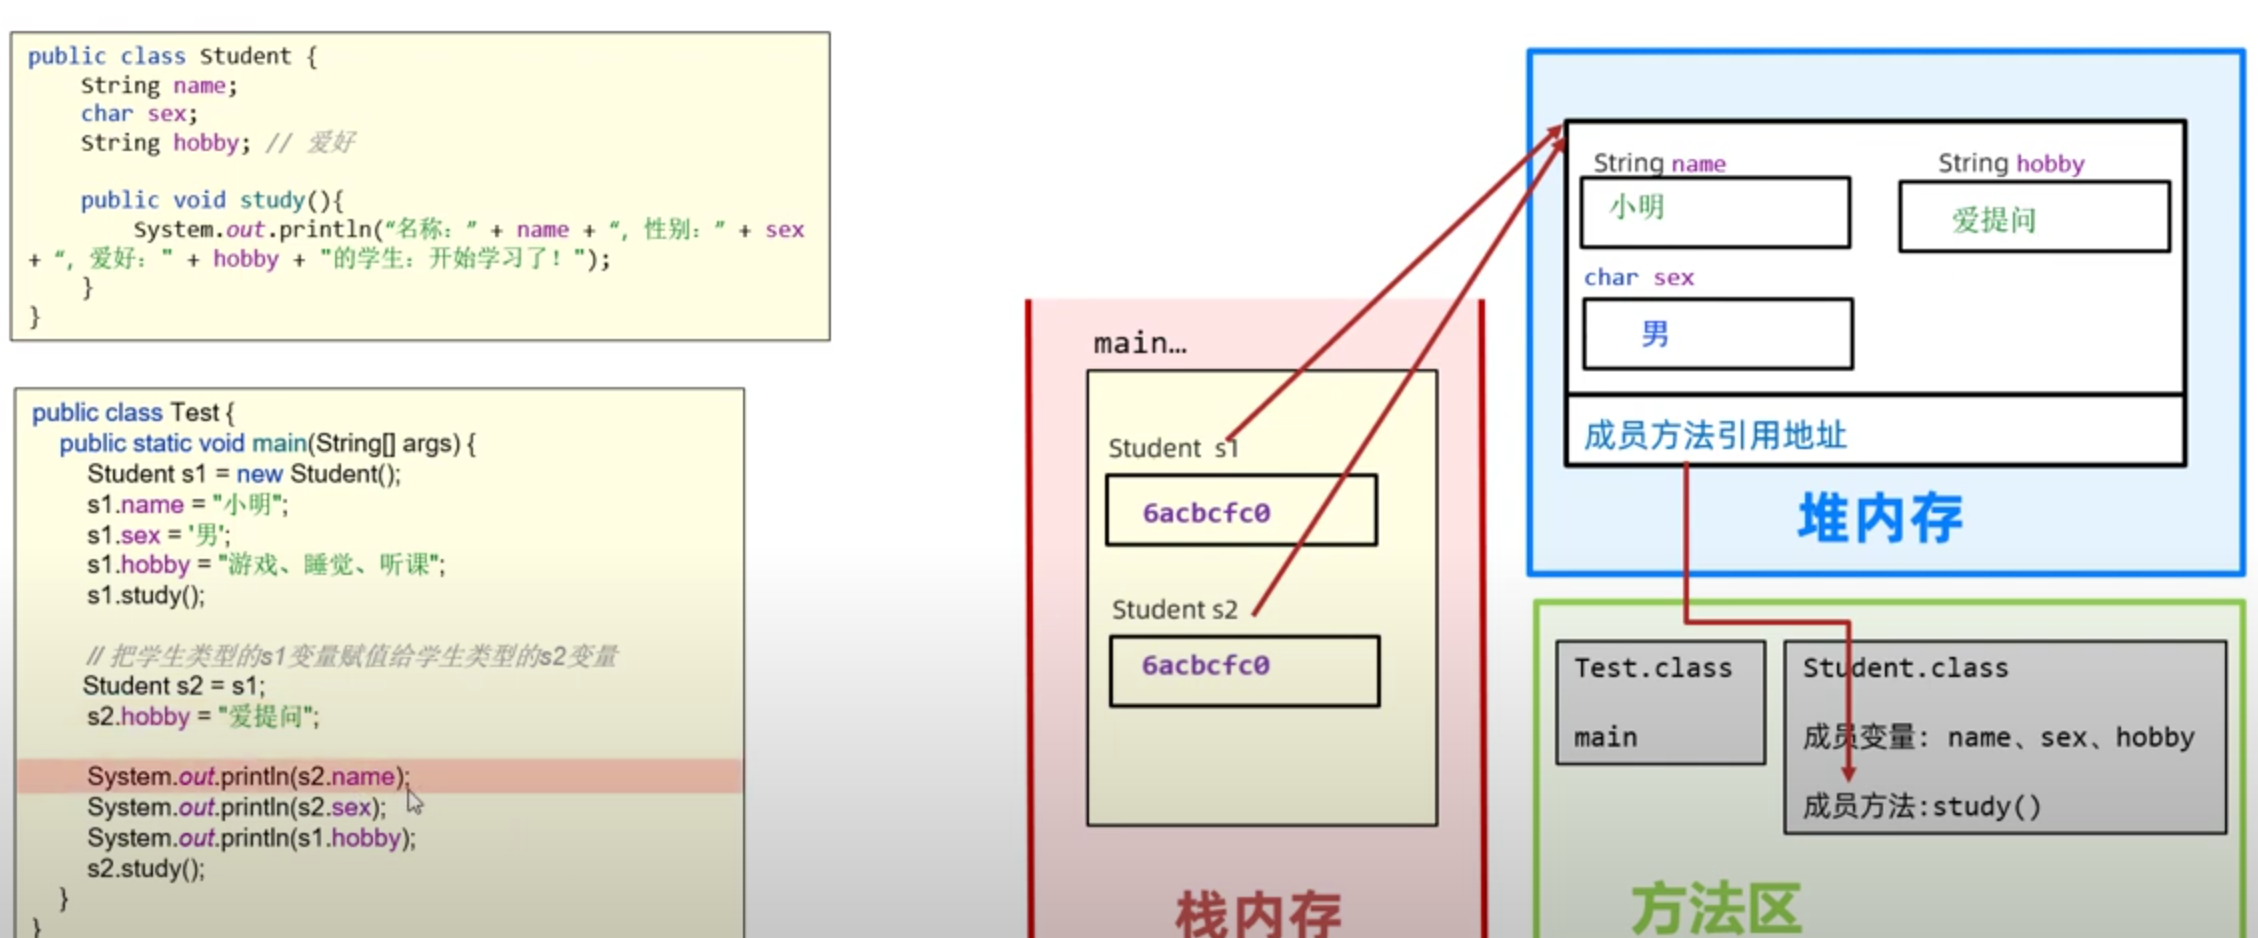 public class Student {
String name;
char sex;
String hobby; // 爱好
public void study(){
System.out.println(“名称：” + name + “, 性别：” + sex
+ “, 爱好：" + hobby + "的学生：开始学习了！");
}
}
public class Test {
public static void main(String[] args) {
Student s1 = new Student();
s1.name = "小明";
s1.sex = '男';
s1.hobby = "游戏、睡觉、听课";
s1.study();
// 把学生类型的s1变量赋值给学生类型的s2变量
Student s2 = s1;
s2.hobby = "爱提问";
System.out.println(s2.name);
System.out.println(s2.sex);
System.out.println(s1.hobby);
s2.study();
}
}
main…
Student s1
6acbcfc0
Student s2
6acbcfc0
栈内存
String name
小明
String hobby
爱提问
char sex
男
成员方法引用地址
堆内存
Test.class
main
Student.class
成员变量: name、sex、hobby
成员方法:study()
方法区